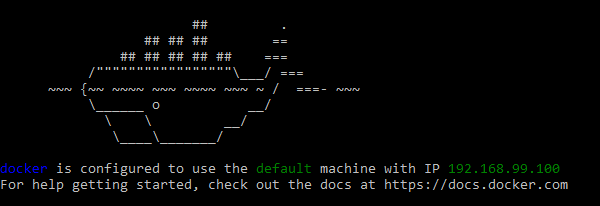 docker is configured to use the default machine with IP 192.168.99.100
For help getting started, check out the docs at https://docs.docker.com